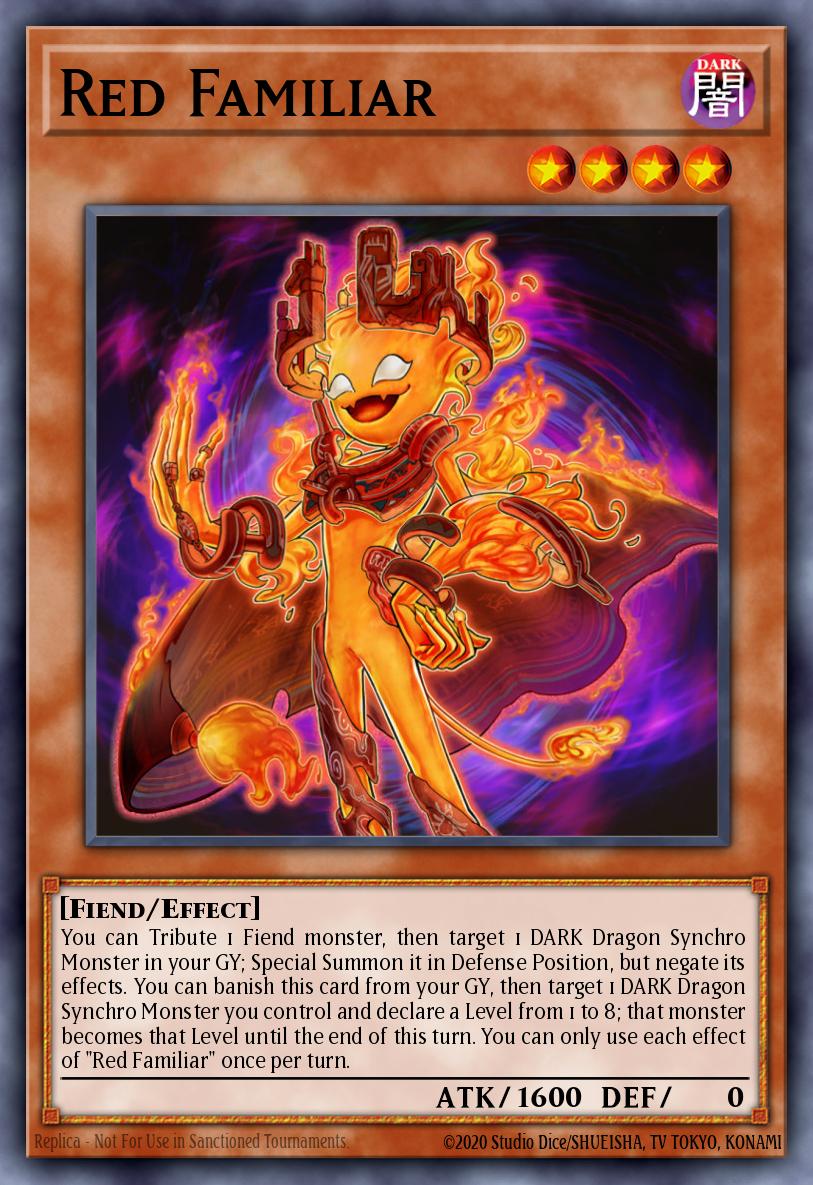 Red Familiar
DARK
闇
[Fiend/Effect]
You can Tribute 1 Fiend monster, then target 1 DARK Dragon Synchro
Monster in your GY; Special Summon it in Defense Position, but negate its
effects. You can banish this card from your GY, then target 1 DARK Dragon
Synchro Monster you control and declare a Level from 1 to 8; that monster
becomes that Level until the end of this turn. You can only use each effect
of "Red Familiar" once per turn.
ATK/1600 DEF/ 0
Replica - Not For Use in Sanctioned Tournaments.
©2020 Studio Dice/SHUEISHA, TV TOKYO, KONAMI